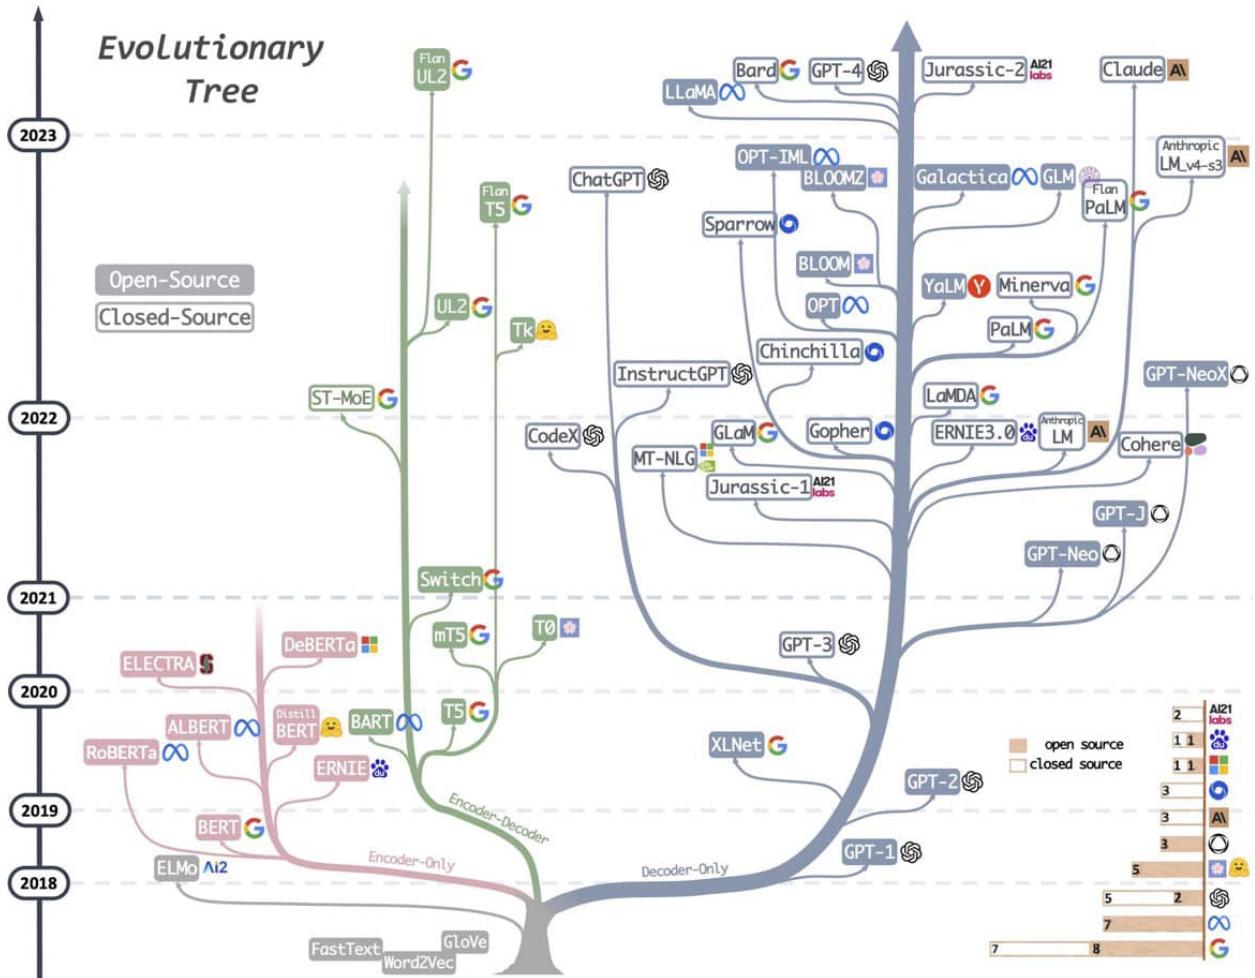 Evolutionary
Tree
2023
2022
2021
2020
2019
2018
Open-Source
Closed-Source
Flan
UL2
Flan
T5
UL2
Tk
ST-MoE
Switch
mT5
T0
T5
BART
Encoder-Decoder
DeBERTa
ELECTRA
ALBERT
Distill
BERT
RoBERTa
ERNIE
BERT
Encoder-Only
ELMo
Ai2
FastText
GloVe
Word2Vec
Bard
GPT-4
LLaMA
Jurassic-2
AI21
labs
Claude
A\
OPT-IML
BLOOMZ
ChatGPT
Sparrow
BLOOM
OPT
Chinchilla
InstructGPT
CodeX
GLaM
Gopher
MT-NLG
Jurassic-1
AI21
labs
Galactica
GLM
Flan
PaLM
Anthropic
LM_v4-s3
A\
YaLM
Y
Minerva
PaLM
GPT-NeoX
LaMDA
ERNIE3.0
du
Anthropic
LM
A\
Cohere
GPT-J
GPT-Neo
GPT-3
XLNet
GPT-2
GPT-1
Decoder-Only
open source
closed source
2
AI21
labs
1 1
du
1 1
3
3
A\
3
5
5 2
7
7 8